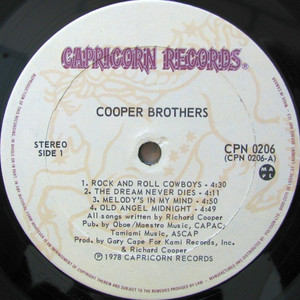 CAPRICORN RECORDS®
COOPER BROTHERS
STEREO
SIDE 1
CPN 0206
(CPN 0206-A)
1. ROCK AND ROLL COWBOYS - 4:30
2. THE DREAM NEVER DIES - 4:11
3. MELODY'S IN MY MIND - 5:20
4. OLD ANGEL MIDNIGHT - 4:49
All songs written by Richard Cooper
Pub. by Oboe/Maestro Music, CAPAC;
Tamiami Music, ASCAP
Prod. by Gary Cape For Kami Records, Inc.
& Richard Cooper
℗ 1978 CAPRICORN RECORDS